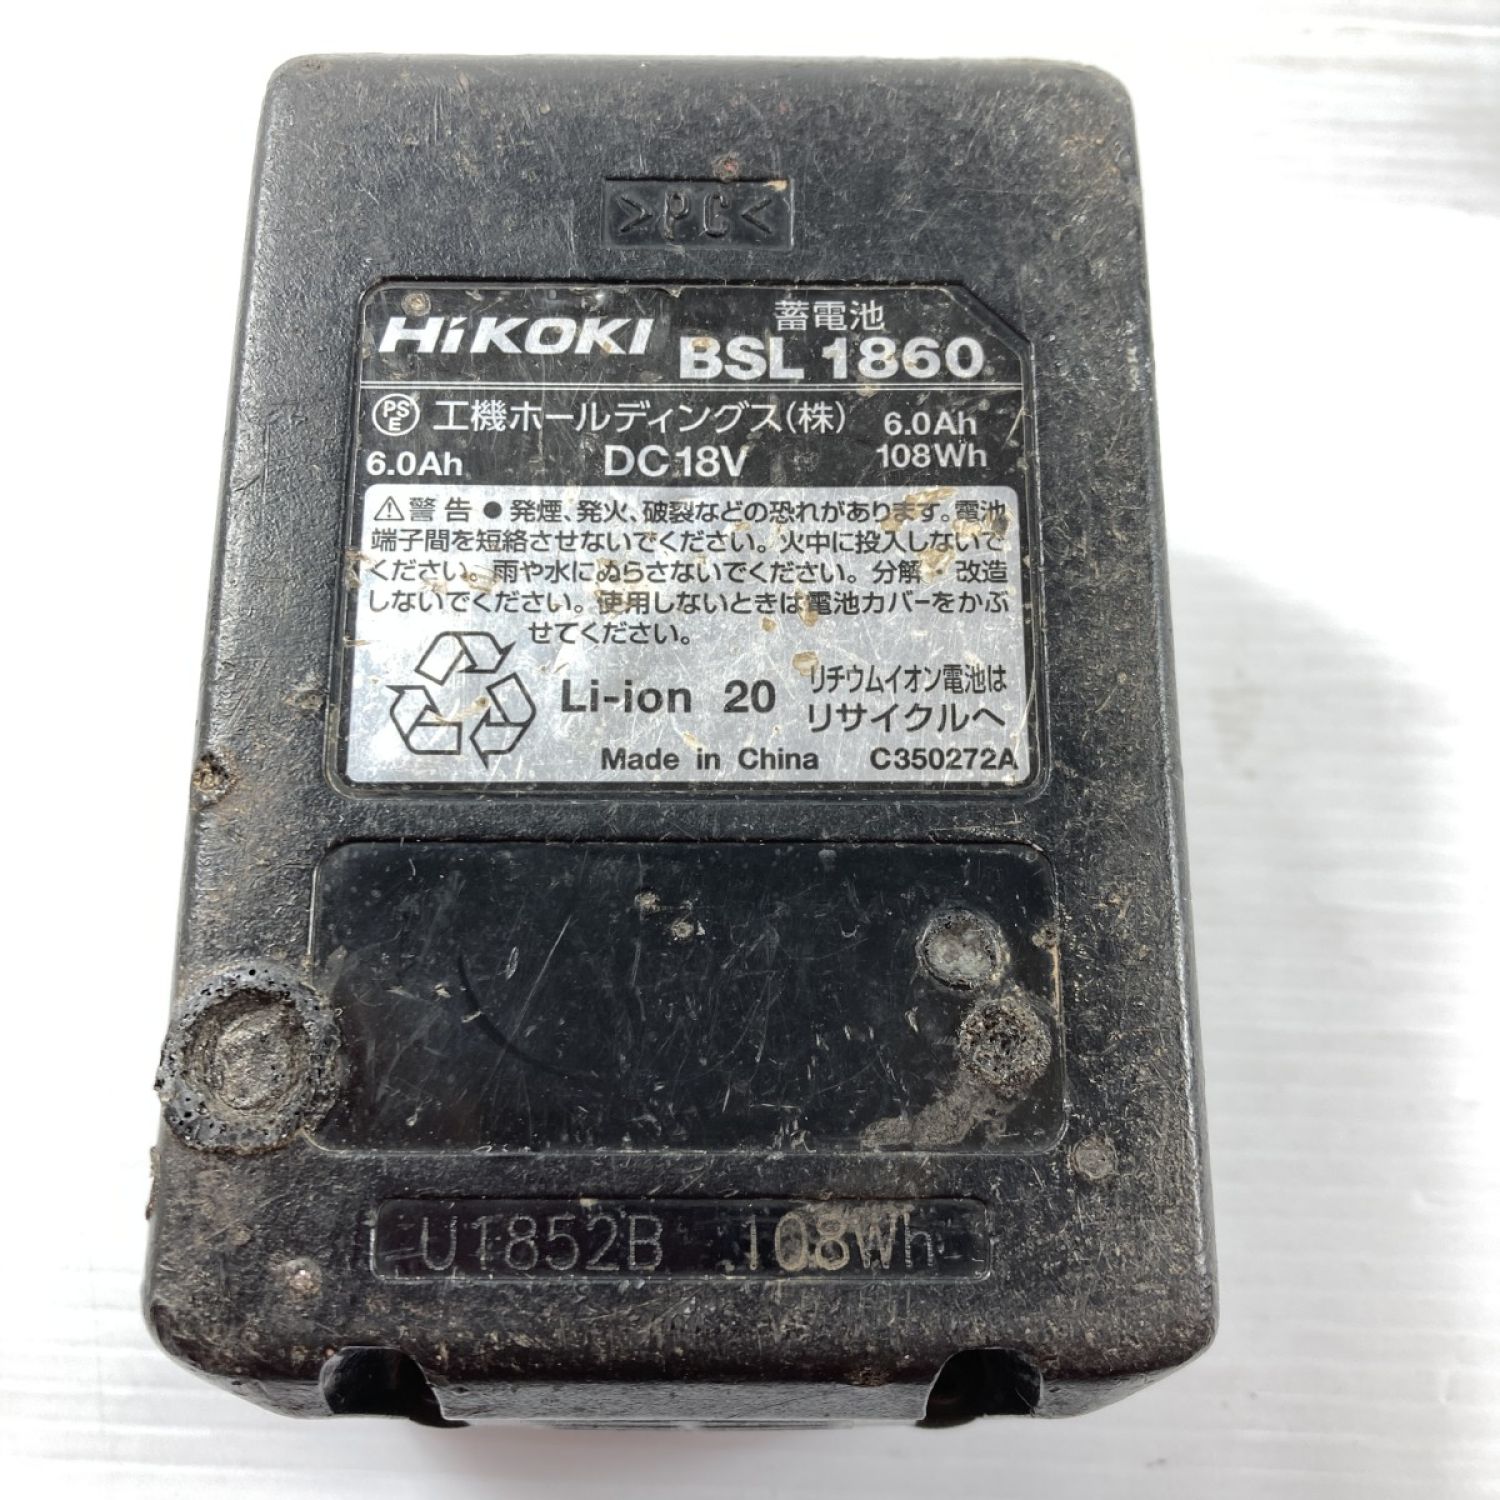 >PC<
HiKOKI 蓄電池
BSL 1860
PSE 工機ホールディングス(株) 6.0Ah
6.0Ah DC18V 108Wh
⚠警告 ●発煙、発火、破裂などの恐れがあります。電池
端子間を短絡させないでください。火中に投入しないで
ください。雨や水にぬらさないでください。分解・改造
しないでください。使用しないときは電池カバーをかぶ
せてください。
Li-ion 20 リチウムイオン電池は
リサイクルへ
Made in China C350272A
U1852B 108Wh